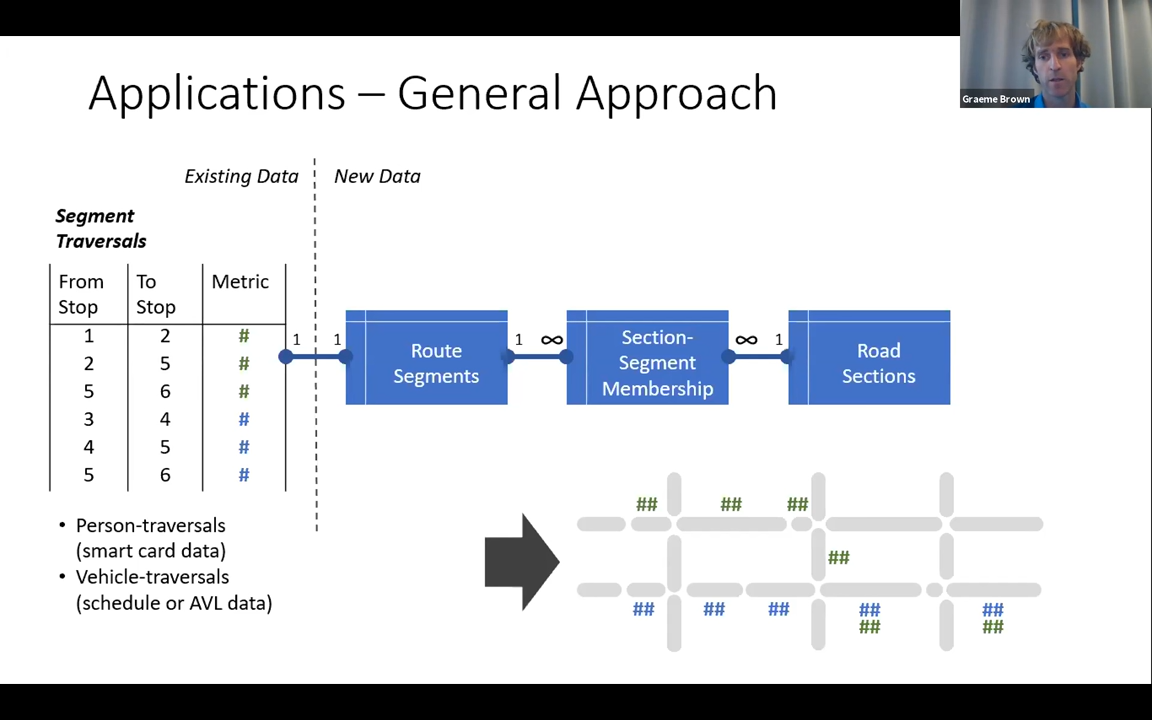 Applications – General Approach
Graeme Brown
Existing Data
New Data
Segment
Traversals
From
Stop
To
Stop
Metric
1 2 #
2 5 #
5 6 #
3 4 #
4 5 #
5 6 #
1
1
Route
Segments
1
∞
Section-
Segment
Membership
∞
1
Road
Sections
• Person-traversals
(smart card data)
• Vehicle-traversals
(schedule or AVL data)
## ## ##
##
## ## ## ## ##
## ##